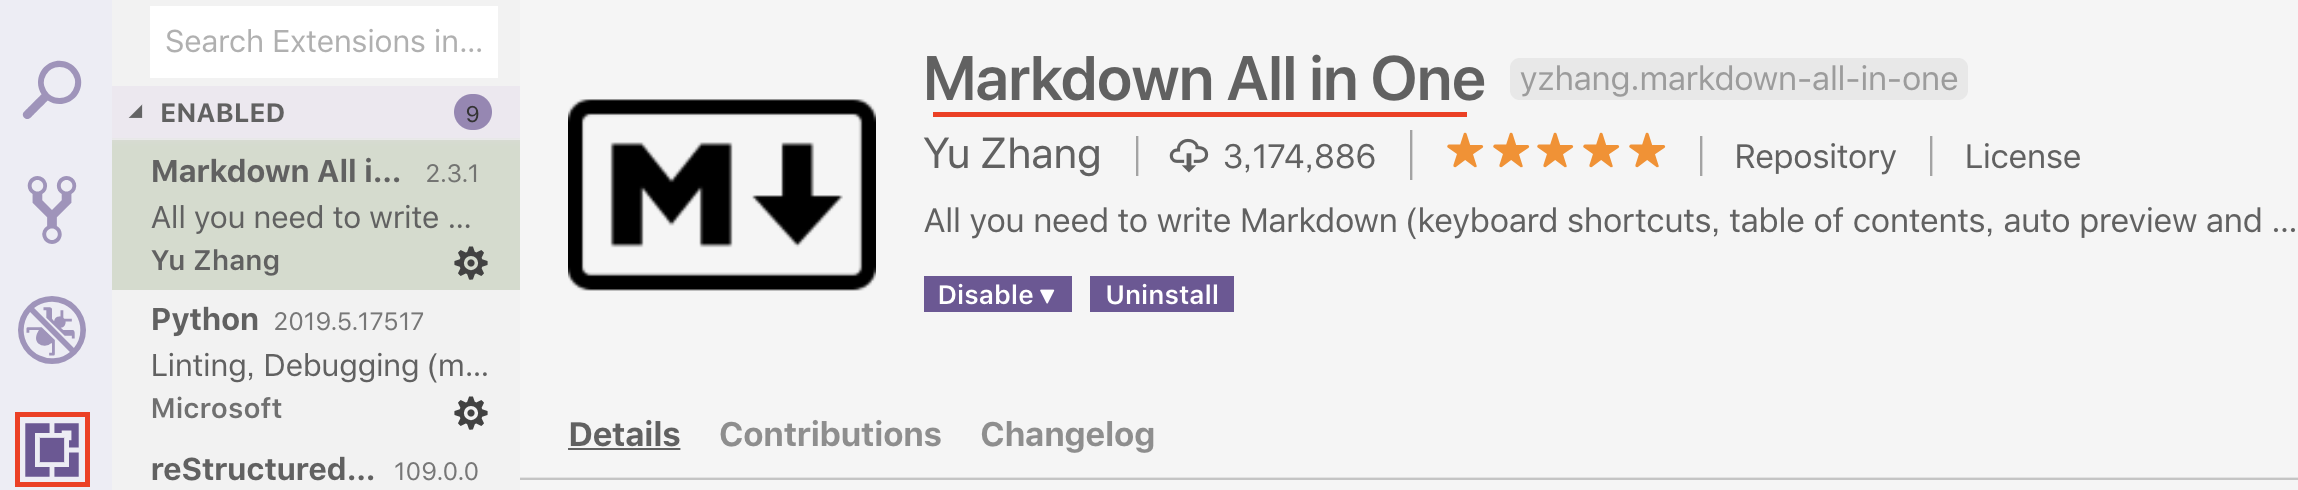 Search Extensions in...
ENABLED 9
Markdown All i... 2.3.1
All you need to write ...
Yu Zhang
Python 2019.5.17517
Linting, Debugging (m...
Microsoft
reStructured... 109.0.0
M
Markdown All in One yzhang.markdown-all-in-one
Yu Zhang | 3,174,886 | ★★★★★ | Repository | License
All you need to write Markdown (keyboard shortcuts, table of contents, auto preview and ...
Disable ▾ Uninstall
Details Contributions Changelog